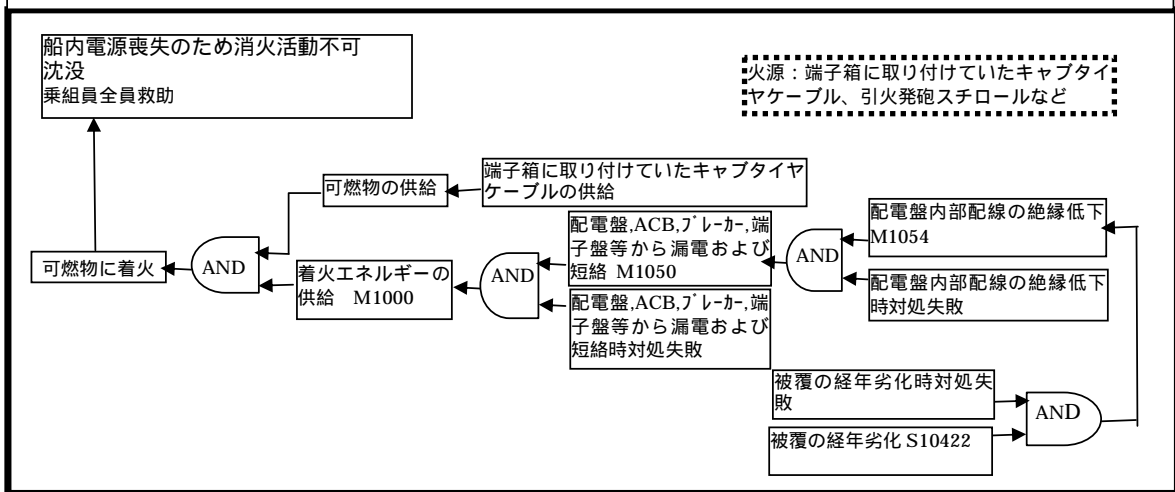 船内電源喪失のため消火活動不可
沈没
乗組員全員救助
火源：端子箱に取り付けていたキャブタイ
ヤケーブル、引火発砲スチロールなど
可燃物の供給
端子箱に取り付けていたキャブタイヤ
ケーブルの供給
可燃物に着火
AND
着火エネルギーの
供給　M1000
AND
配電盤,ACB,ﾌﾞﾚｰｶｰ,端
子盤等から漏電および
短絡 M1050
配電盤,ACB,ﾌﾞﾚｰｶｰ,端
子盤等から漏電および
短絡時対処失敗
AND
配電盤内部配線の絶縁低下
M1054
配電盤内部配線の絶縁低下
時対処失敗
被覆の経年劣化時対処失
敗
被覆の経年劣化 S10422
AND